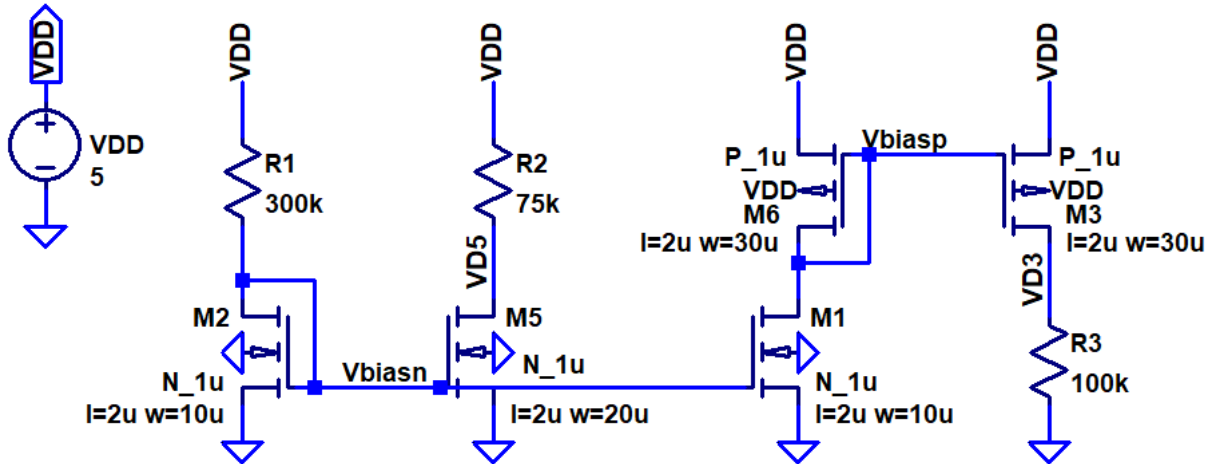 VDD
VDD
5
VDD
R1
300k
M2
N_1u
l=2u w=10u
Vbiasn
VDD
R2
75k
VD5
M5
N_1u
l=2u w=20u
VDD
P_1u
VDD
M6
l=2u w=30u
Vbiasp
M1
N_1u
l=2u w=10u
VDD
P_1u
VDD
M3
l=2u w=30u
VD3
R3
100k